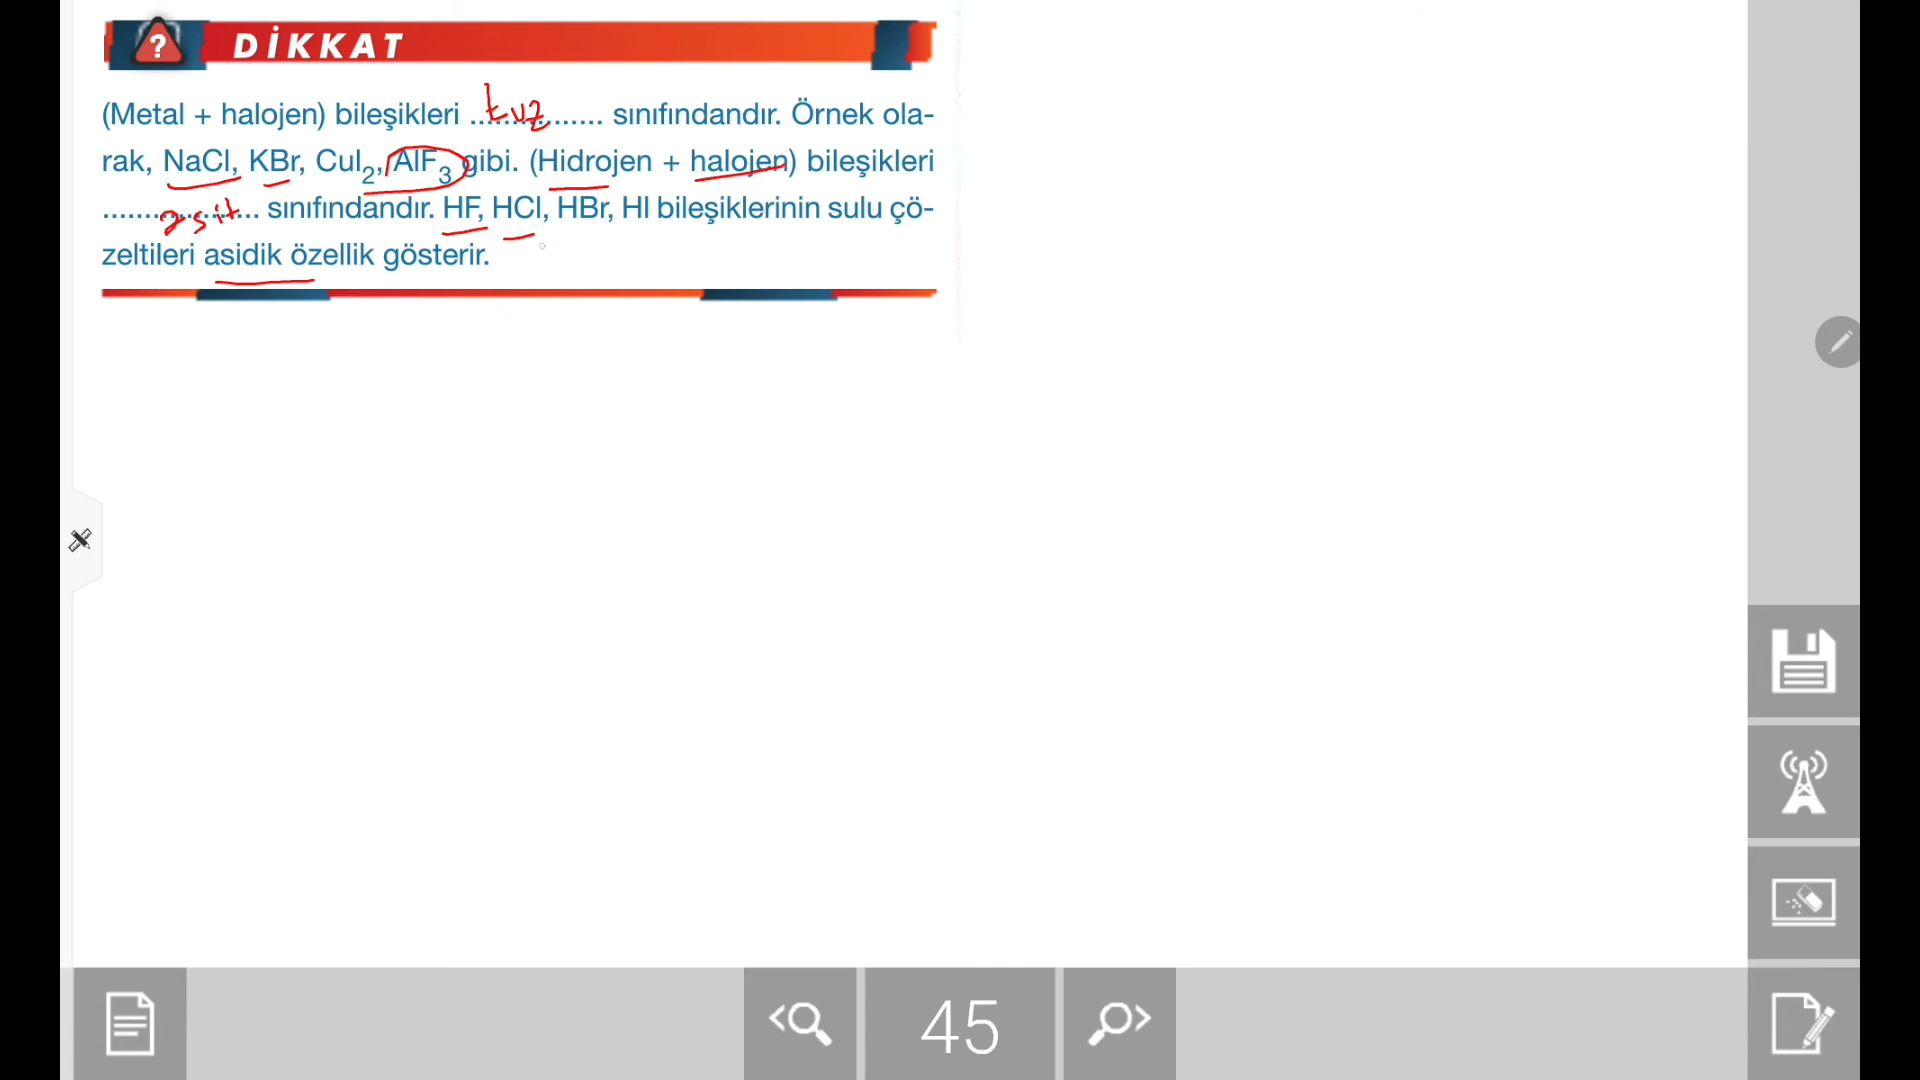 DİKKAT
(Metal + halojen) bileşikleri ....tuz....... sınıfındandır. Örnek ola-
rak, NaCl, KBr, CuI₂, AlF₃ gibi. (Hidrojen + halojen) bileşikleri
.......asit....... sınıfındandır. HF, HCl, HBr, HI bileşiklerinin sulu çö-
zeltileri asidik özellik gösterir.
45